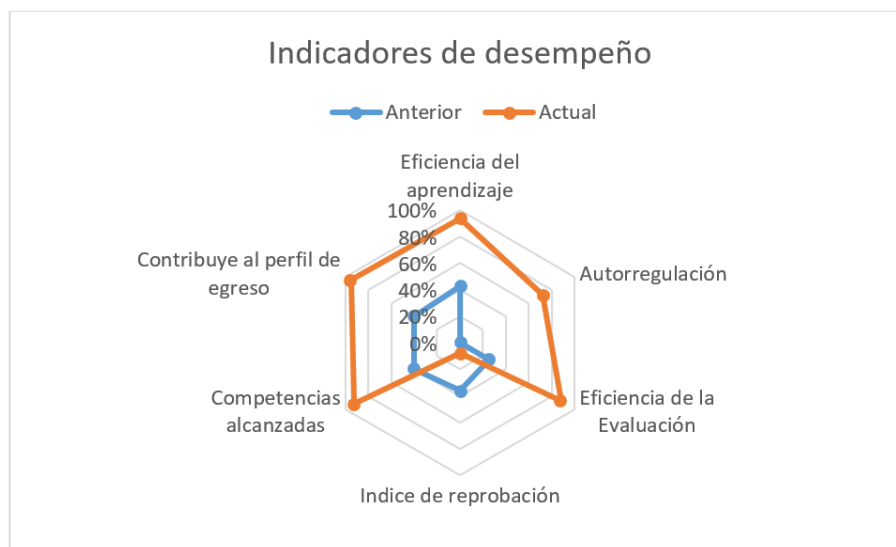 Indicadores de desempeño
Anterior
Actual
Eficiencia del
aprendizaje
100%
80%
60%
40%
20%
0%
Autorregulación
Eficiencia de la
Evaluación
Indice de reprobación
Competencias
alcanzadas
Contribuye al perfil de
egreso